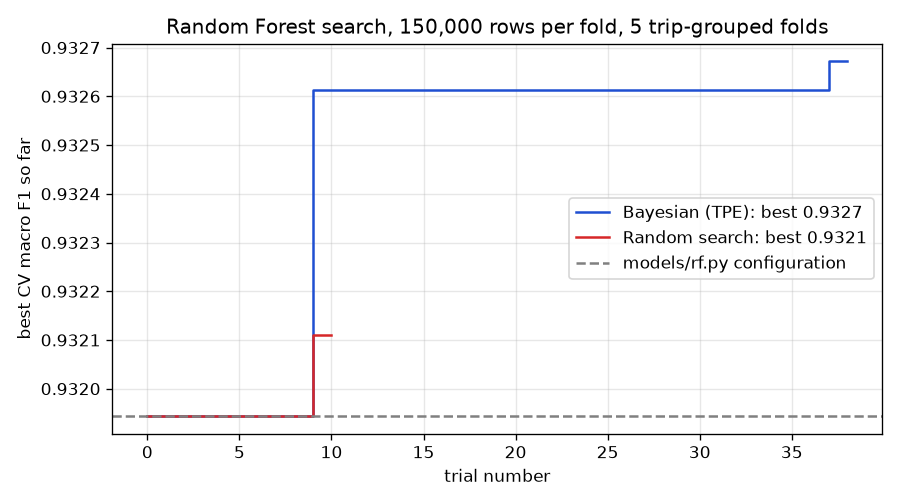 Random Forest search, 150,000 rows per fold, 5 trip-grouped folds
best CV macro F1 so far
0.9327
0.9326
0.9325
0.9324
0.9323
0.9322
0.9321
0.9320
Bayesian (TPE): best 0.9327
Random search: best 0.9321
models/rf.py configuration
0 5 10 15 20 25 30 35
trial number